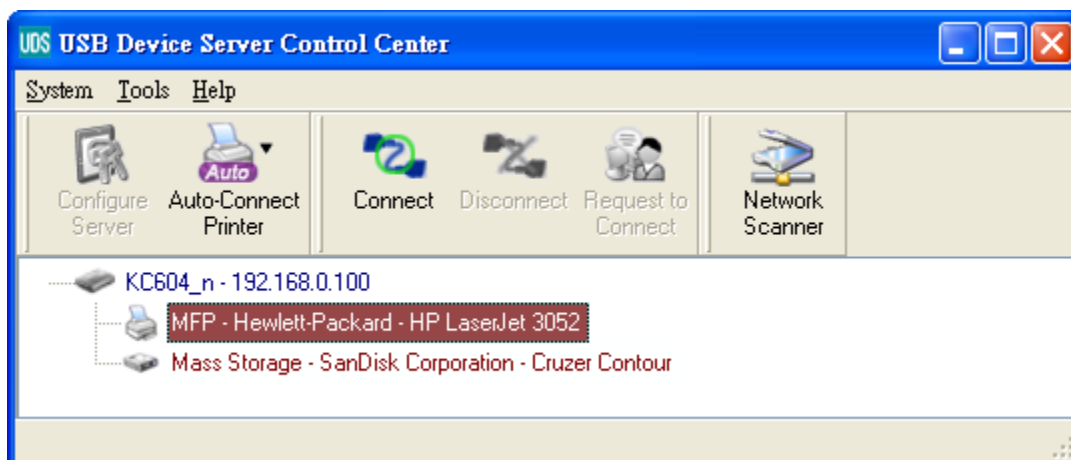 UDS USB Device Server Control Center
System Tools Help
Configure Server
Auto
Auto-Connect Printer
Connect
Disconnect
Request to Connect
Network Scanner
KC604_n - 192.168.0.100
MFP - Hewlett-Packard - HP LaserJet 3052
Mass Storage - SanDisk Corporation - Cruzer Contour